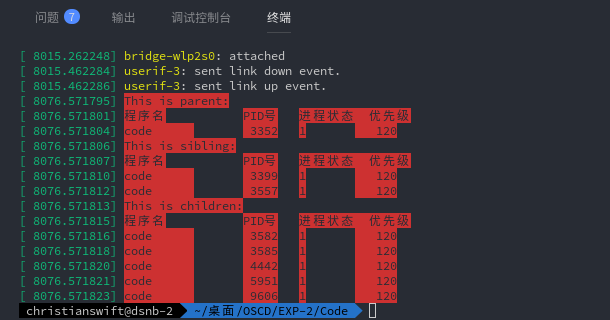 问题 7 输出 调试控制台 终端
[ 8015.262248] bridge-wlp2s0: attached
[ 8015.462284] userif-3: sent link down event.
[ 8015.462286] userif-3: sent link up event.
[ 8076.571795] This is parent:
[ 8076.571801] 程序名 PID号 进程状态 优先级
[ 8076.571804] code 3352 1 120
[ 8076.571806] This is sibling:
[ 8076.571807] 程序名 PID号 进程状态 优先级
[ 8076.571810] code 3399 1 120
[ 8076.571812] code 3557 1 120
[ 8076.571813] This is children:
[ 8076.571815] 程序名 PID号 进程状态 优先级
[ 8076.571816] code 3582 1 120
[ 8076.571818] code 3585 1 120
[ 8076.571820] code 4442 1 120
[ 8076.571821] code 5951 1 120
[ 8076.571823] code 9606 1 120
christianswift@dsnb-2 ~/桌面/OSCD/EXP-2/Code